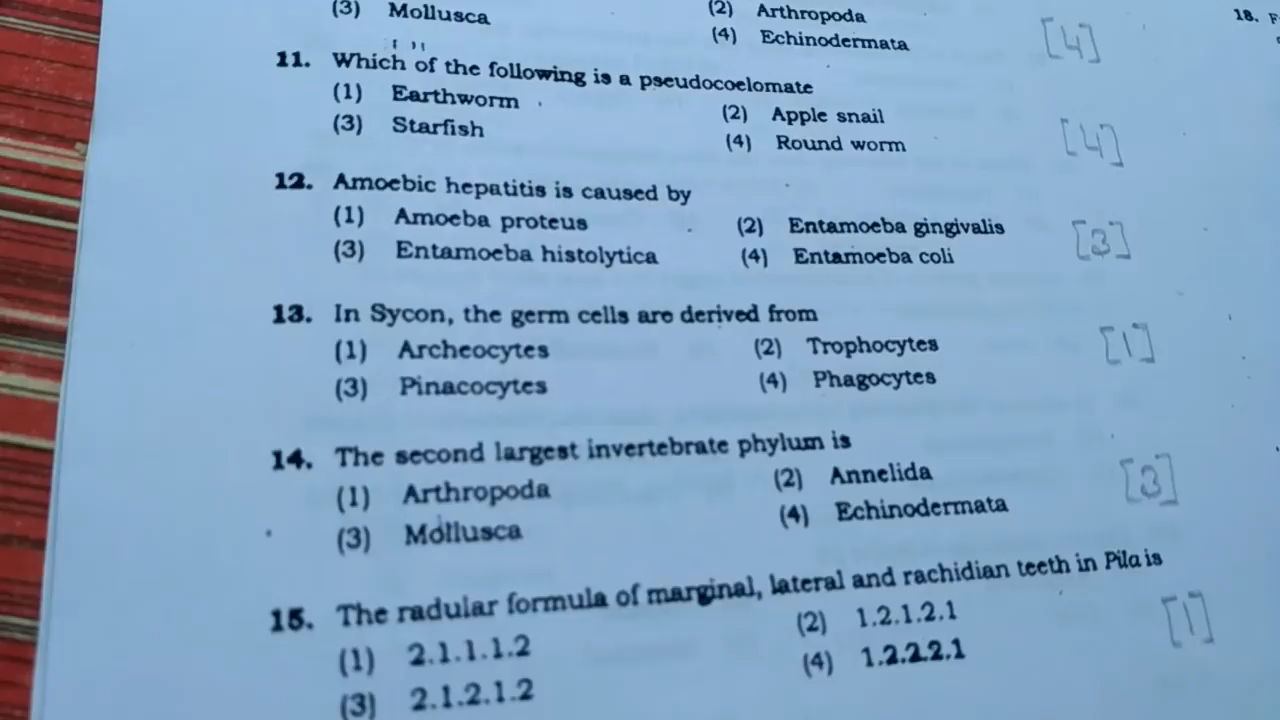 (3) Mollusca (2) Arthropoda
(4) Echinodermata [4]
18.
11. Which of the following is a pseudocoelomate
(1) Earthworm (2) Apple snail
(3) Starfish (4) Round worm [4]
12. Amoebic hepatitis is caused by
(1) Amoeba proteus (2) Entamoeba gingivalis
(3) Entamoeba histolytica (4) Entamoeba coli [3]
13. In Sycon, the germ cells are derived from
(1) Archeocytes (2) Trophocytes [1]
(3) Pinacocytes (4) Phagocytes
14. The second largest invertebrate phylum is
(1) Arthropoda (2) Annelida [3]
(3) Mollusca (4) Echinodermata
15. The radular formula of marginal, lateral and rachidian teeth in Pila is
(1) 2.1.1.1.2 (2) 1.2.1.2.1 [1]
(3) 2.1.2.1.2 (4) 1.2.2.2.1